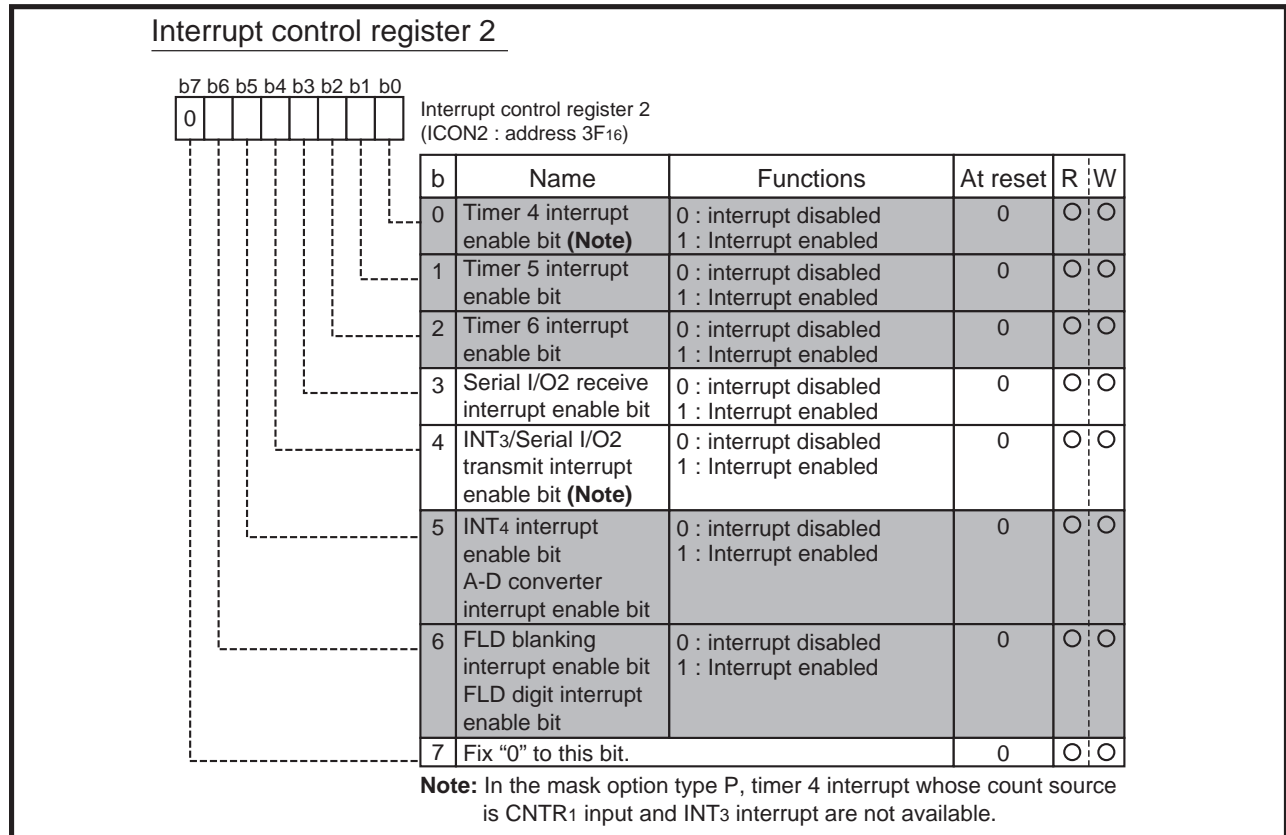 Interrupt control register 2
b7 b6 b5 b4 b3 b2 b1 b0
0
Interrupt control register 2
(ICON2 : address 3F16)
b Name Functions At reset R W
0 Timer 4 interrupt enable bit (Note) 0 : interrupt disabled 1 : Interrupt enabled 0 O O
1 Timer 5 interrupt enable bit 0 : interrupt disabled 1 : Interrupt enabled 0 O O
2 Timer 6 interrupt enable bit 0 : interrupt disabled 1 : Interrupt enabled 0 O O
3 Serial I/O2 receive interrupt enable bit 0 : interrupt disabled 1 : Interrupt enabled 0 O O
4 INT3/Serial I/O2 transmit interrupt enable bit (Note) 0 : interrupt disabled 1 : Interrupt enabled 0 O O
5 INT4 interrupt enable bit A-D converter interrupt enable bit 0 : interrupt disabled 1 : Interrupt enabled 0 O O
6 FLD blanking interrupt enable bit FLD digit interrupt enable bit 0 : interrupt disabled 1 : Interrupt enabled 0 O O
7 Fix “0” to this bit. 0 O O
Note: In the mask option type P, timer 4 interrupt whose count source
is CNTR1 input and INT3 interrupt are not available.